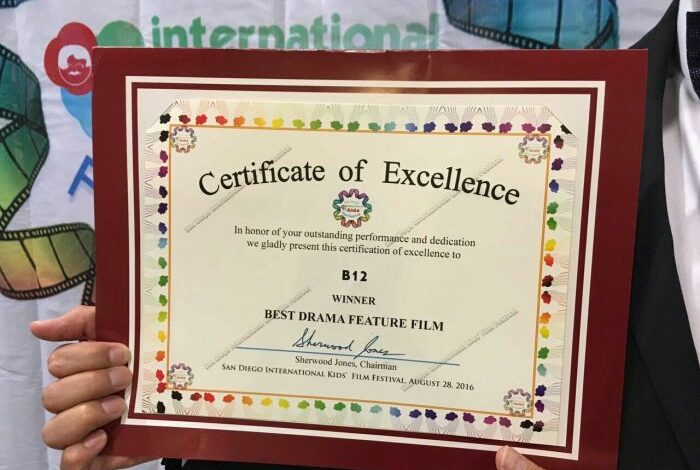 international
Certificate of Excellence
In honor of your outstanding performance and dedication
we gladly present this certification of excellence to
B12
WINNER
BEST DRAMA FEATURE FILM
Sherwood Jones
Sherwood Jones, Chairman
San Diego International Kids' Film Festival, August 28, 2016